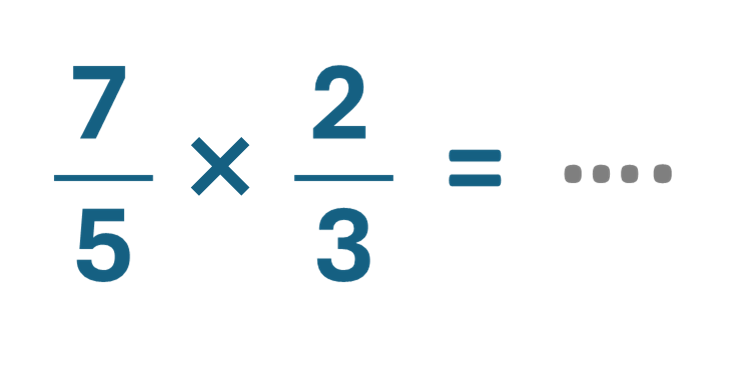 7/5 × 2/3 = ....